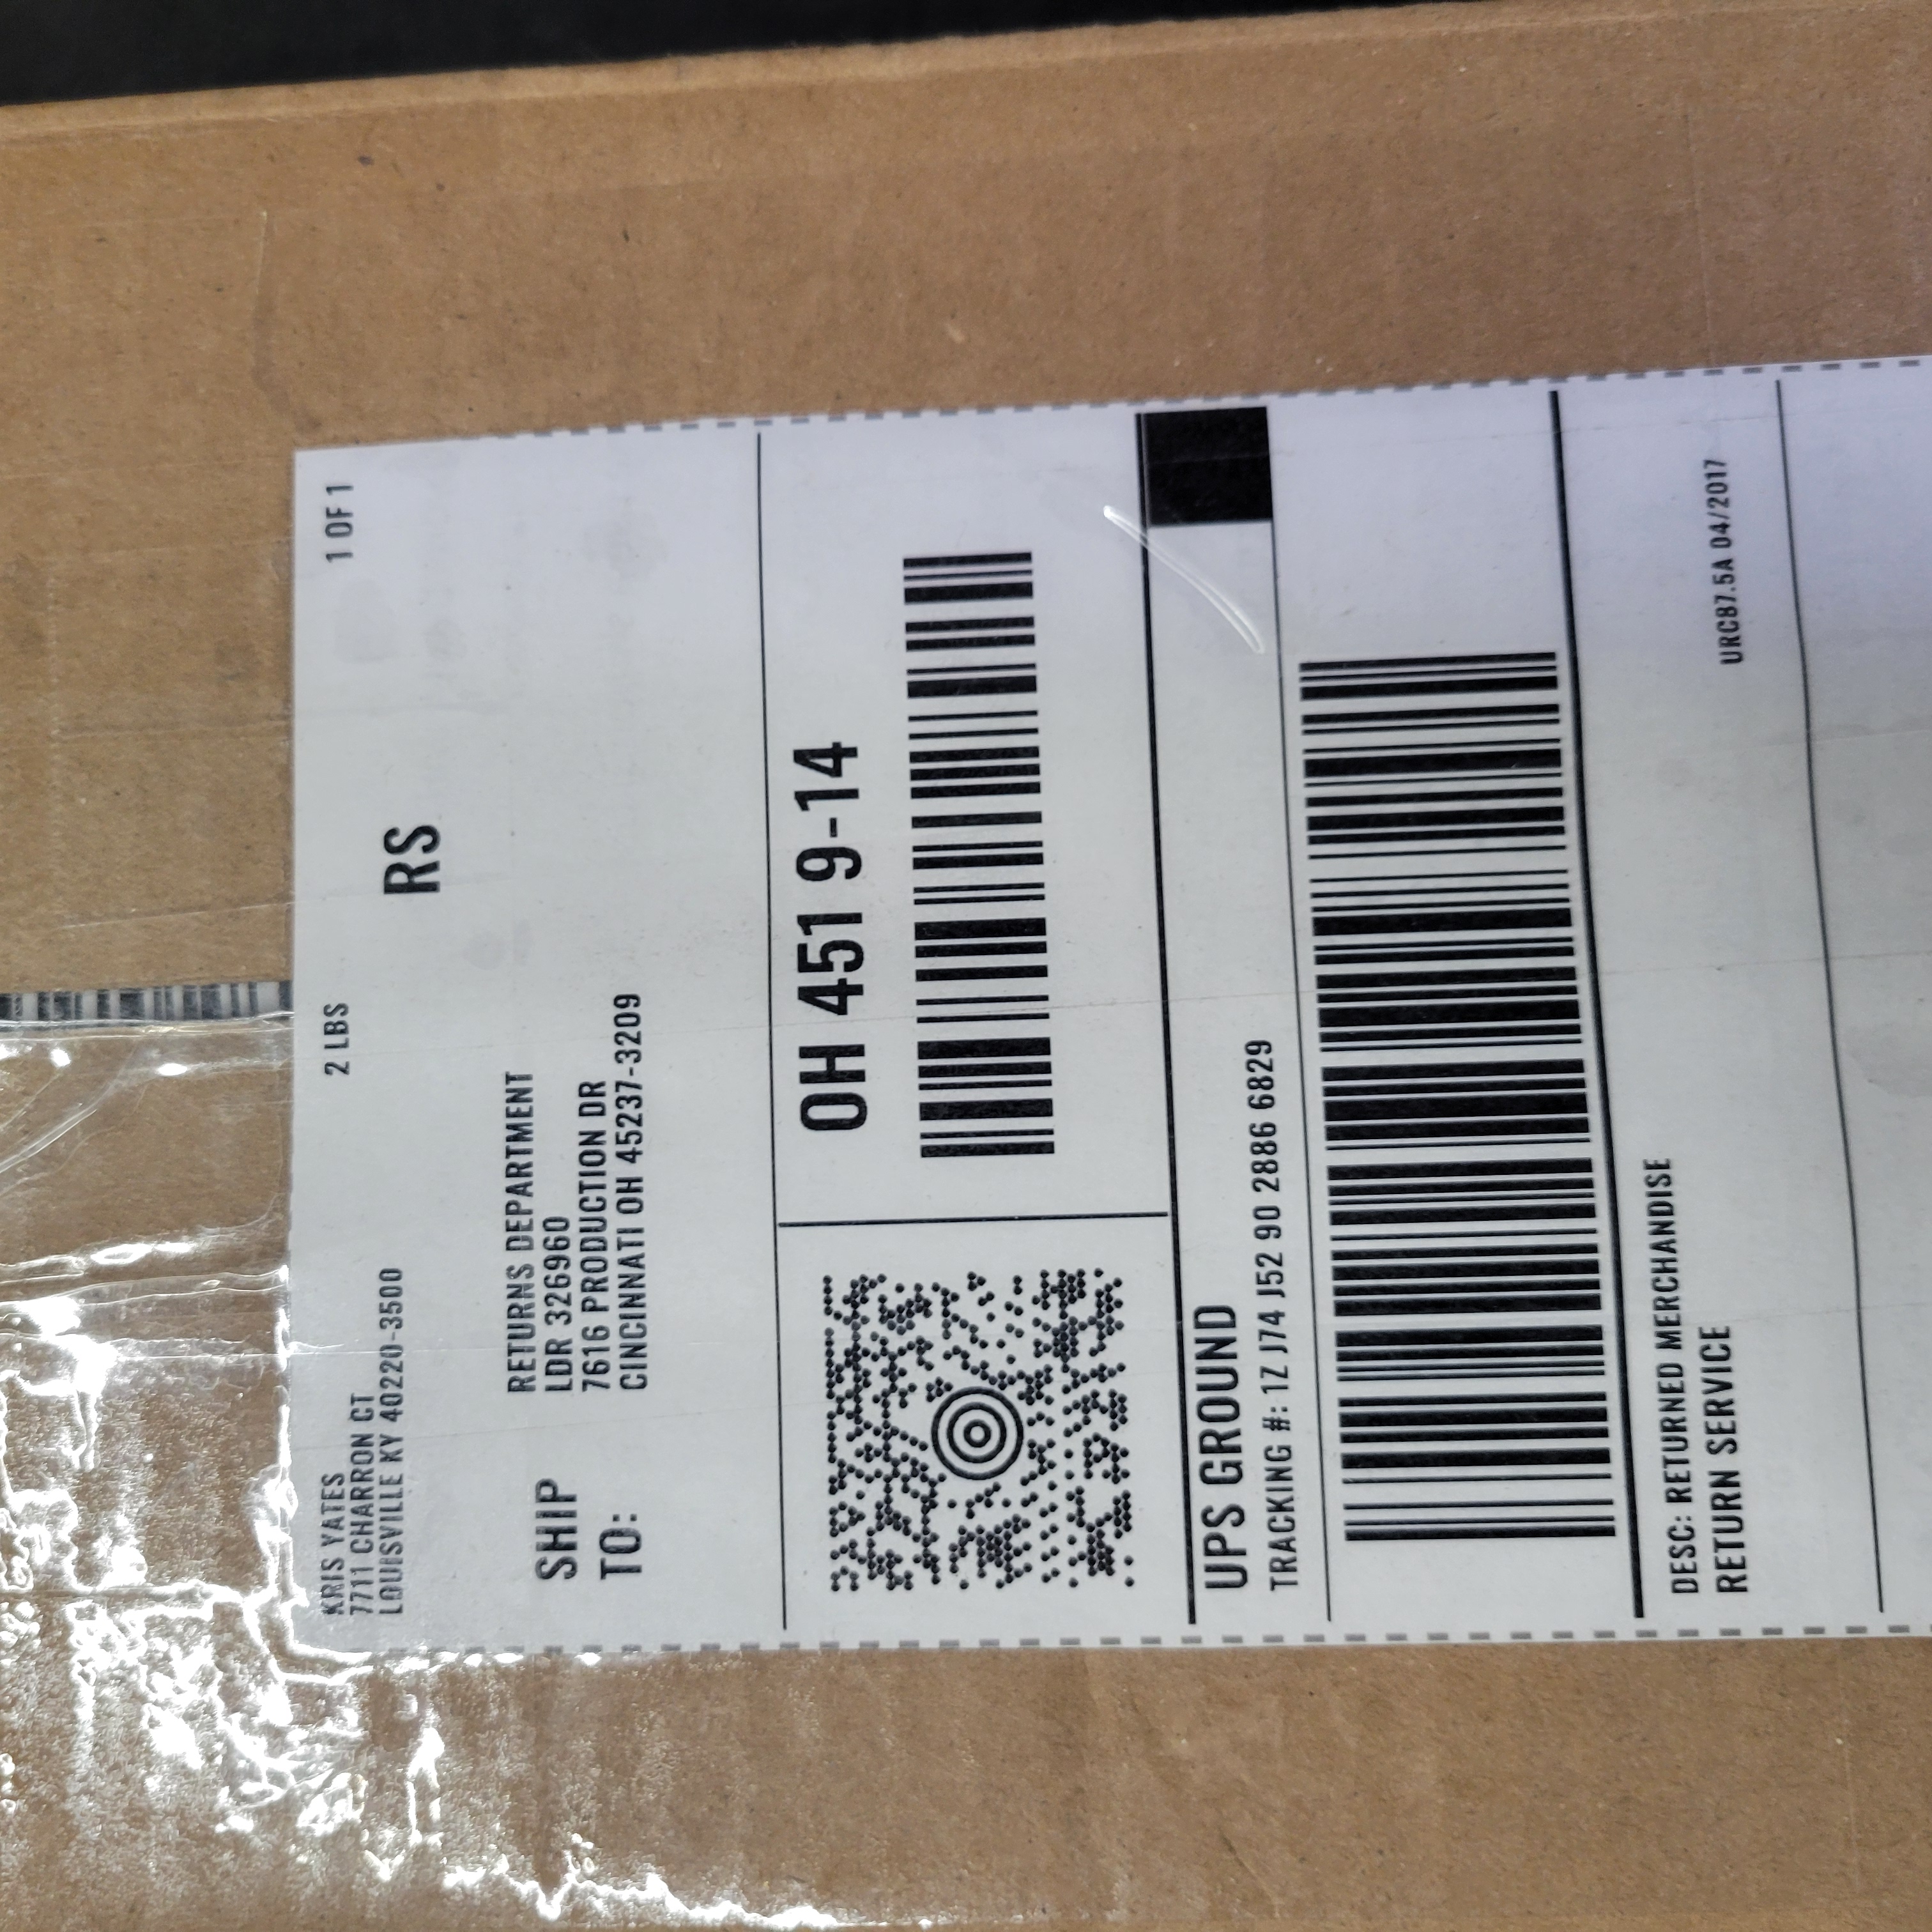 KRIS YATES
7711 CHARRON CT
LOUISVILLE KY 40220-3500
2 LBS
1 OF 1
RS
SHIP
TO:
RETURNS DEPARTMENT
LDR 326960
7616 PRODUCTION DR
CINCINNATI OH 45237-3209
OH 451 9-14
UPS GROUND
TRACKING #: 1Z J74 J52 90 2886 6829
DESC: RETURNED MERCHANDISE
RETURN SERVICE
URC87.5A 04/2017